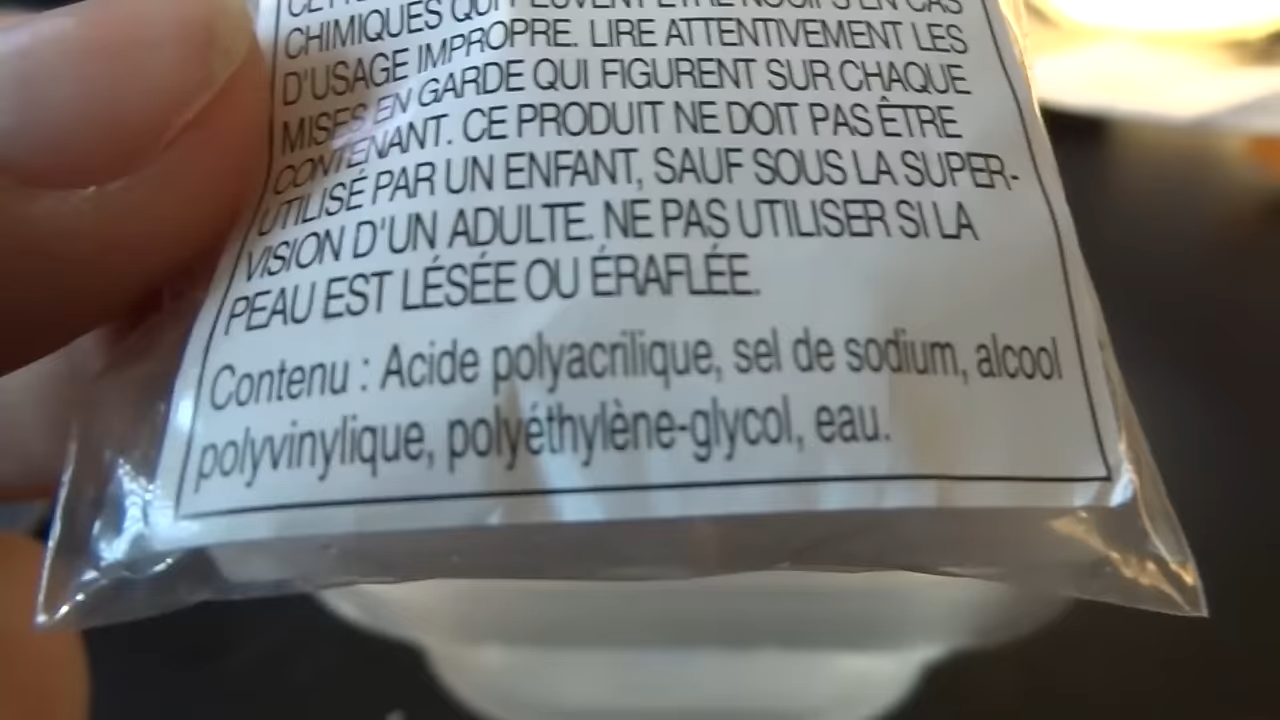 CHIMIQUES QUI PEUVENT ÊTRE NOCIFS EN CAS
D'USAGE IMPROPRE. LIRE ATTENTIVEMENT LES
MISES EN GARDE QUI FIGURENT SUR CHAQUE
CONTENANT. CE PRODUIT NE DOIT PAS ÊTRE
UTILISÉ PAR UN ENFANT, SAUF SOUS LA SUPER-
VISION D'UN ADULTE. NE PAS UTILISER SI LA
PEAU EST LÉSÉE OU ÉRAFLÉE.
Contenu : Acide polyacrilique, sel de sodium, alcool
polyvinylique, polyéthylène-glycol, eau.